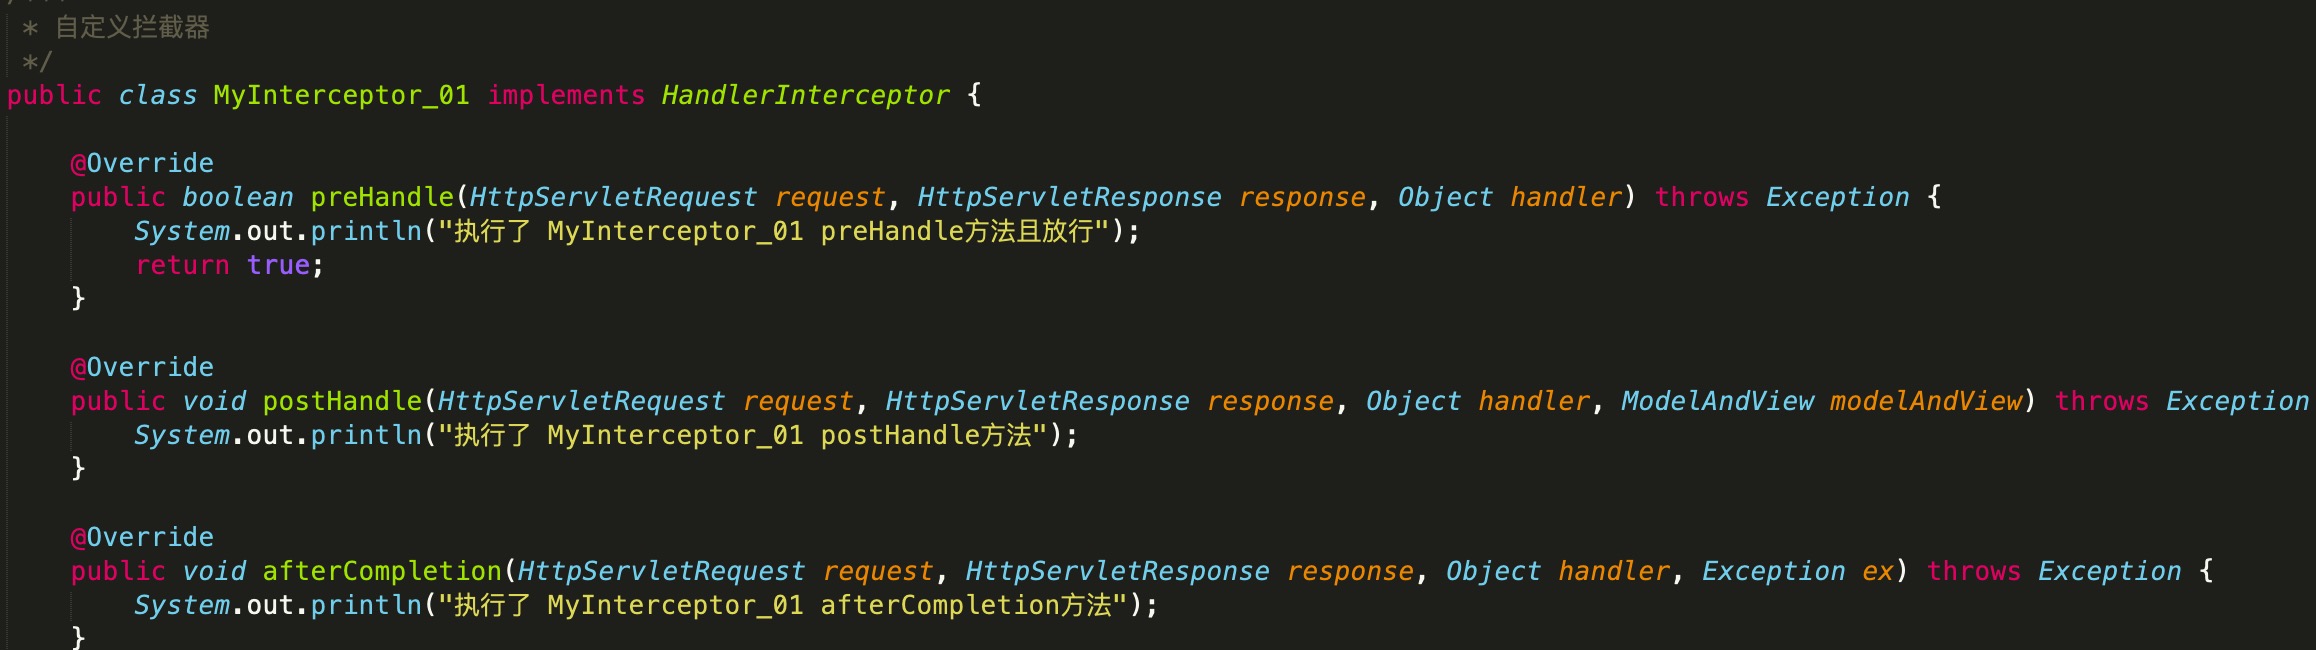 * 自定义拦截器
*/
public class MyInterceptor_01 implements HandlerInterceptor {
@Override
public boolean preHandle(HttpServletRequest request, HttpServletResponse response, Object handler) throws Exception {
System.out.println("执行了 MyInterceptor_01 preHandle方法且放行");
return true;
}
@Override
public void postHandle(HttpServletRequest request, HttpServletResponse response, Object handler, ModelAndView modelAndView) throws Exception
System.out.println("执行了 MyInterceptor_01 postHandle方法");
}
@Override
public void afterCompletion(HttpServletRequest request, HttpServletResponse response, Object handler, Exception ex) throws Exception {
System.out.println("执行了 MyInterceptor_01 afterCompletion方法");
}